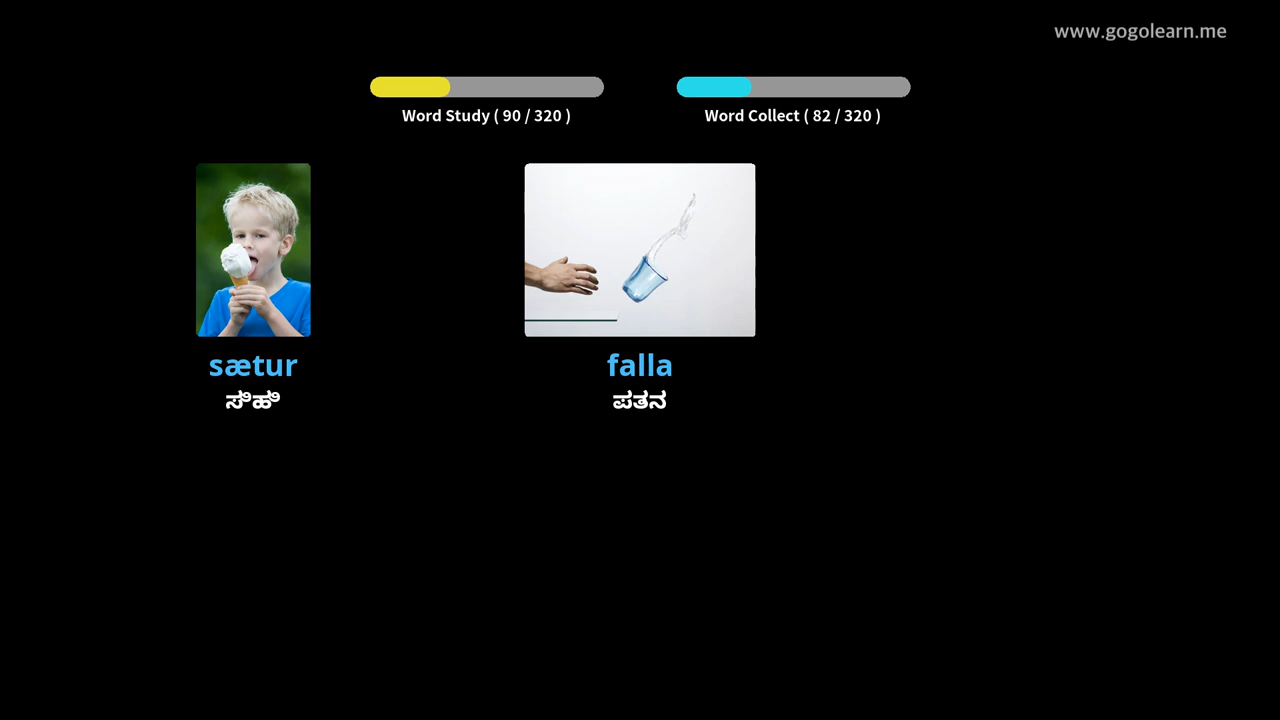 www.gogolearn.me
Word Study ( 90 / 320 )
Word Collect ( 82 / 320 )
sætur
ಸಿಹಿ
falla
ಪತನ